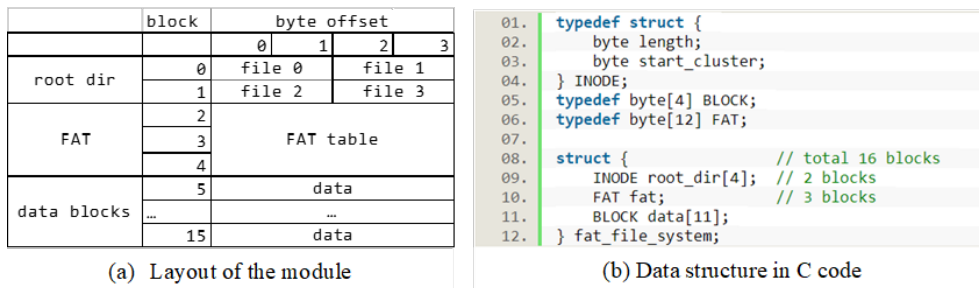 block byte offset
0 1 2 3
root dir 0 file 0 file 1
1 file 2 file 3
2
FAT 3 FAT table
4
5 data
data blocks … …
15 data
(a) Layout of the module
01. typedef struct {
02. byte length;
03. byte start_cluster;
04. } INODE;
05. typedef byte[4] BLOCK;
06. typedef byte[12] FAT;
07.
08. struct { // total 16 blocks
09. INODE root_dir[4]; // 2 blocks
10. FAT fat; // 3 blocks
11. BLOCK data[11];
12. } fat_file_system;
(b) Data structure in C code